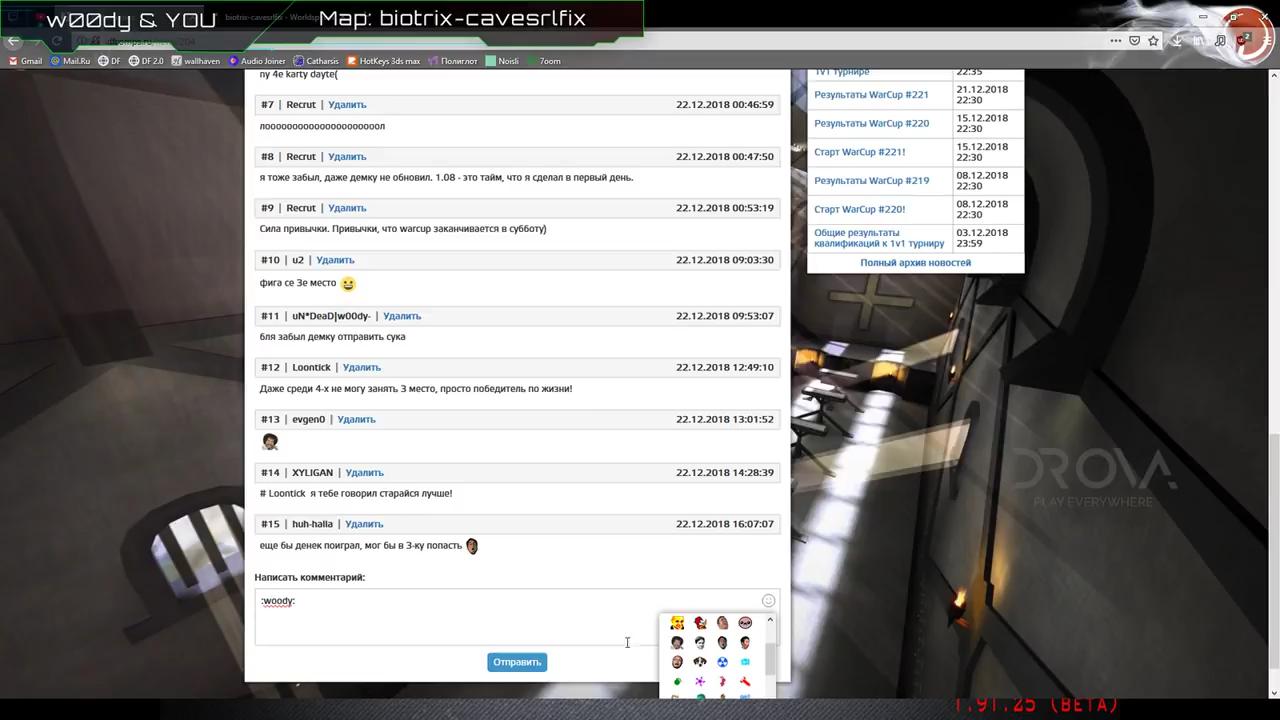 w00dy & YOU
Map: biotrix-cavesrlfix
biotrix-cavesrlfix - Worldsp
Gmail
Mail.Ru
DF
DF 2.0
wallhaven
Audio Joiner
Catharsis
HotKeys 3ds max
Полиглот
Noisli
7oom
ny 4e karty dayte(
#7 | Recrut | Удалить 22.12.2018 00:46:59
лооооооооооооооооооооол
#8 | Recrut | Удалить 22.12.2018 00:47:50
я тоже забыл, даже демку не обновил. 1.08 - это тайм, что я сделал в первый день.
#9 | Recrut | Удалить 22.12.2018 00:53:19
Сила привычки. Привычки, что warcup заканчивается в субботу)
#10 | u2 | Удалить 22.12.2018 09:03:30
фига се 3е место
#11 | uN*DeaD|w00dy- | Удалить 22.12.2018 09:53:07
бля забыл демку отправить сука
#12 | Loontick | Удалить 22.12.2018 12:49:10
Даже среди 4-х не могу занять 3 место, просто победитель по жизни!
#13 | evgen0 | Удалить 22.12.2018 13:01:52
#14 | XYLIGAN | Удалить 22.12.2018 14:28:39
# Loontick я тебе говорил старайся лучше!
#15 | huh-halla | Удалить 22.12.2018 16:07:07
еще бы денек поиграл, мог бы в 3-ку попасть
Написать комментарий:
:woody:
Отправить
1v1 турнире 22:35
Результаты WarCup #221 21.12.2018 22:30
Результаты WarCup #220 15.12.2018 22:30
Старт WarCup #221! 15.12.2018 22:30
Результаты WarCup #219 08.12.2018 22:30
Старт WarCup #220! 08.12.2018 22:30
Общие результаты квалификаций к 1v1 турниру 03.12.2018 23:59
Полный архив новостей
DROVA
PLAY EVERYWHERE
1.91.25 (BETA)
2